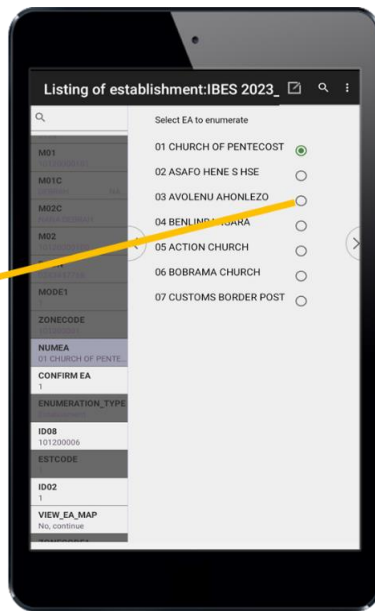 Listing of establishment:IBES 2023_
Select EA to enumerate
01 CHURCH OF PENTECOST
02 ASAFO HENE S HSE
03 AVOLENU AHONLEZO
04
05 ACTION CHURCH
06 BOBRAMA CHURCH
07 CUSTOMS BORDER POST
M01
M01C
M02C
M02
MODE1
ZONECODE
NUMEA
01 CHURCH OF PENTE...
CONFIRM EA
1
ENUMERATION_TYPE
ID08
101200006
ESTCODE
ID02
1
VIEW_EA_MAP
No, continue